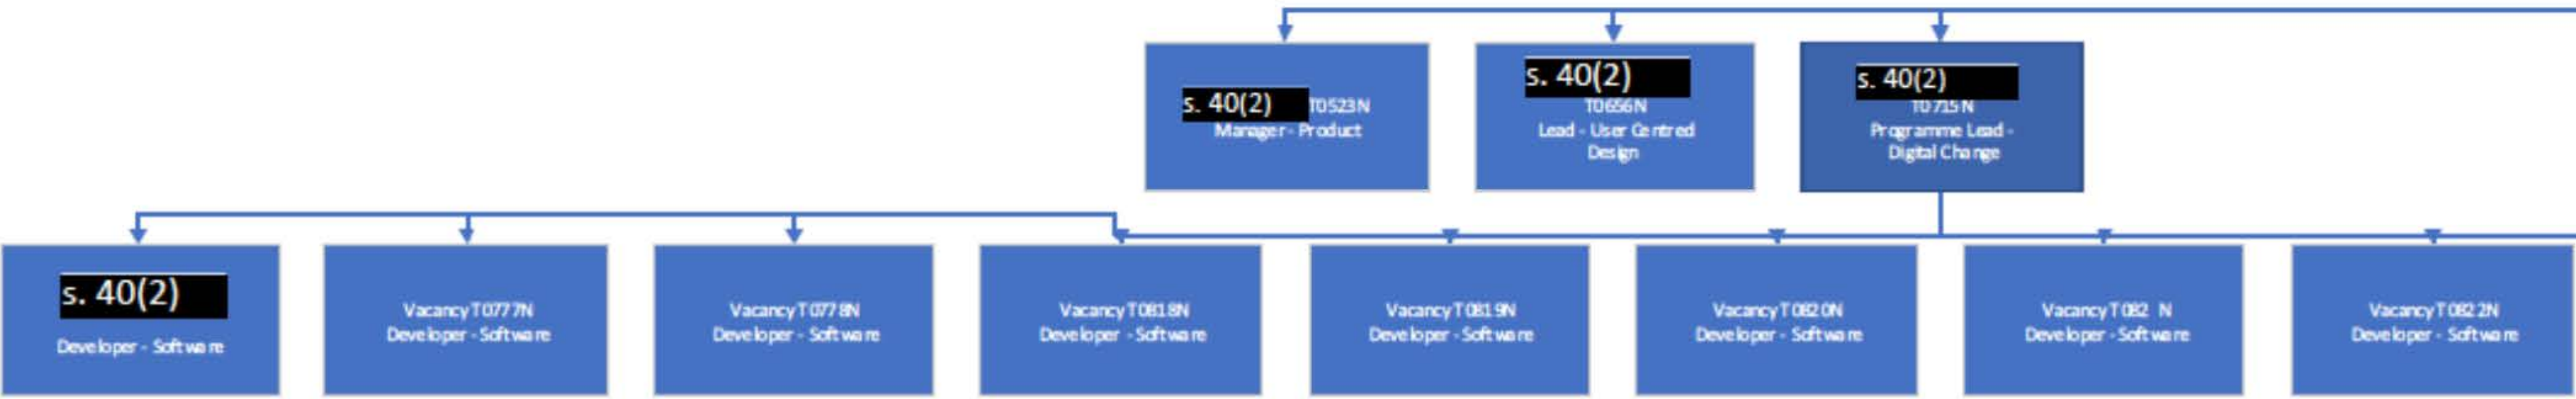 s. 40(2) T0523N
Manager - Product
s. 40(2)
T0656N
Lead - User Centred
Design
s. 40(2)
T0715N
Programme Lead -
Digital Change
s. 40(2)
Developer - Software
Vacancy T0777N
Developer - Software
Vacancy T0778N
Developer - Software
Vacancy T0818N
Developer - Software
Vacancy T0819N
Developer - Software
Vacancy T0820N
Developer - Software
Vacancy T082 N
Developer - Software
Vacancy T0822N
Developer - Software